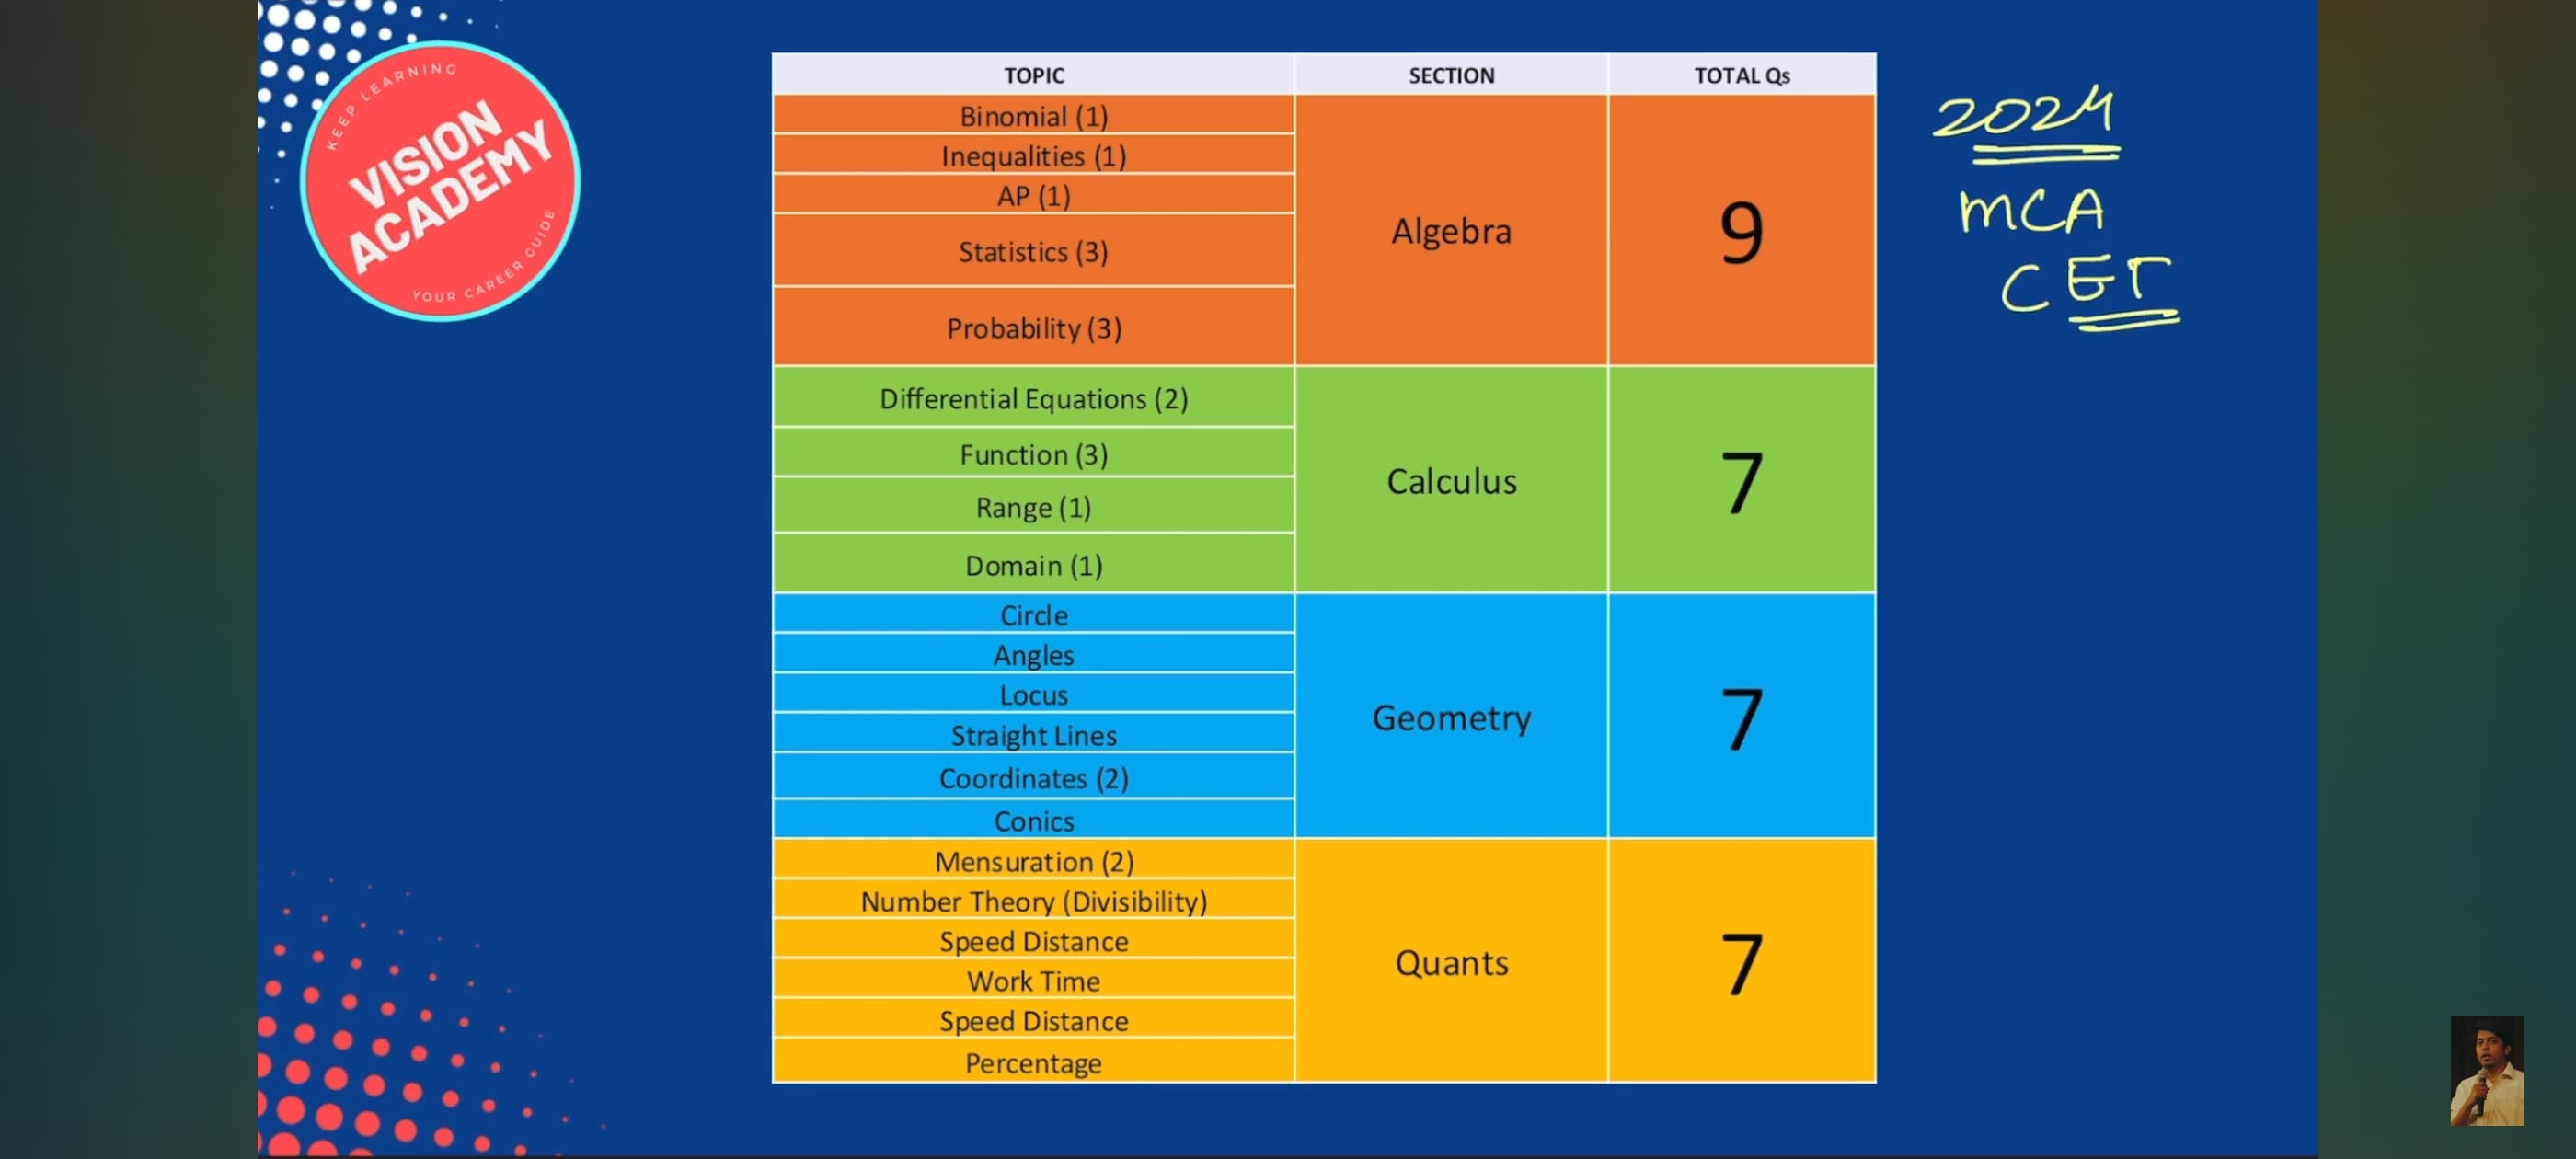 KEEP LEARNING
VISION
ACADEMY
YOUR CAREER GUIDE
TOPIC SECTION TOTAL Qs
Binomial (1)
Inequalities (1)
AP (1)
Statistics (3)
Probability (3)
Algebra 9
Differential Equations (2)
Function (3)
Range (1)
Domain (1)
Calculus 7
Circle
Angles
Locus
Straight Lines
Coordinates (2)
Conics
Geometry 7
Mensuration (2)
Number Theory (Divisibility)
Speed Distance
Work Time
Speed Distance
Percentage
Quants 7
2024
MCA
CET